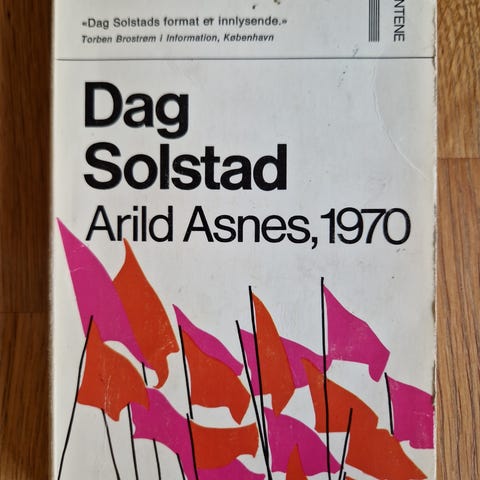 «Dag Solstads format er innlysende.»
Torben Brostrøm i Information, København
Dag
Solstad
Arild Asnes, 1970